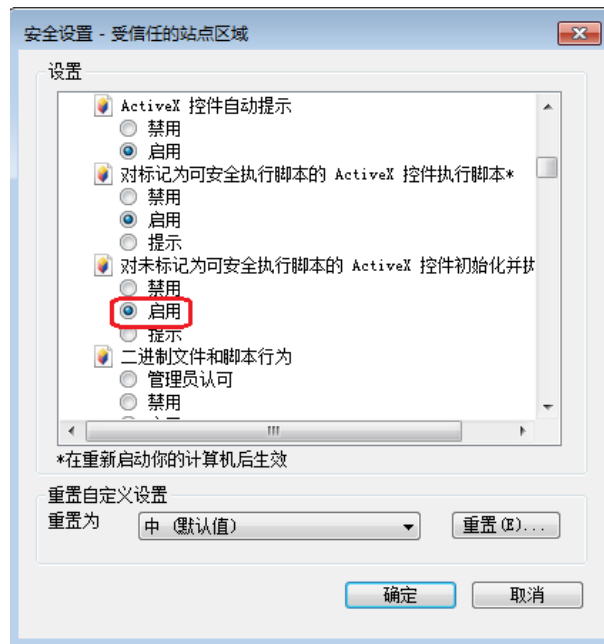 安全设置 - 受信任的站点区域
设置
ActiveX 控件自动提示
禁用
启用
对标记为可安全执行脚本的 ActiveX 控件执行脚本*
禁用
启用
提示
对未标记为可安全执行脚本的 ActiveX 控件初始化并执
禁用
启用
提示
二进制文件和脚本行为
管理员认可
禁用
*在重新启动你的计算机后生效
重置自定义设置
重置为
中 (默认值)
重置(E)...
确定
取消